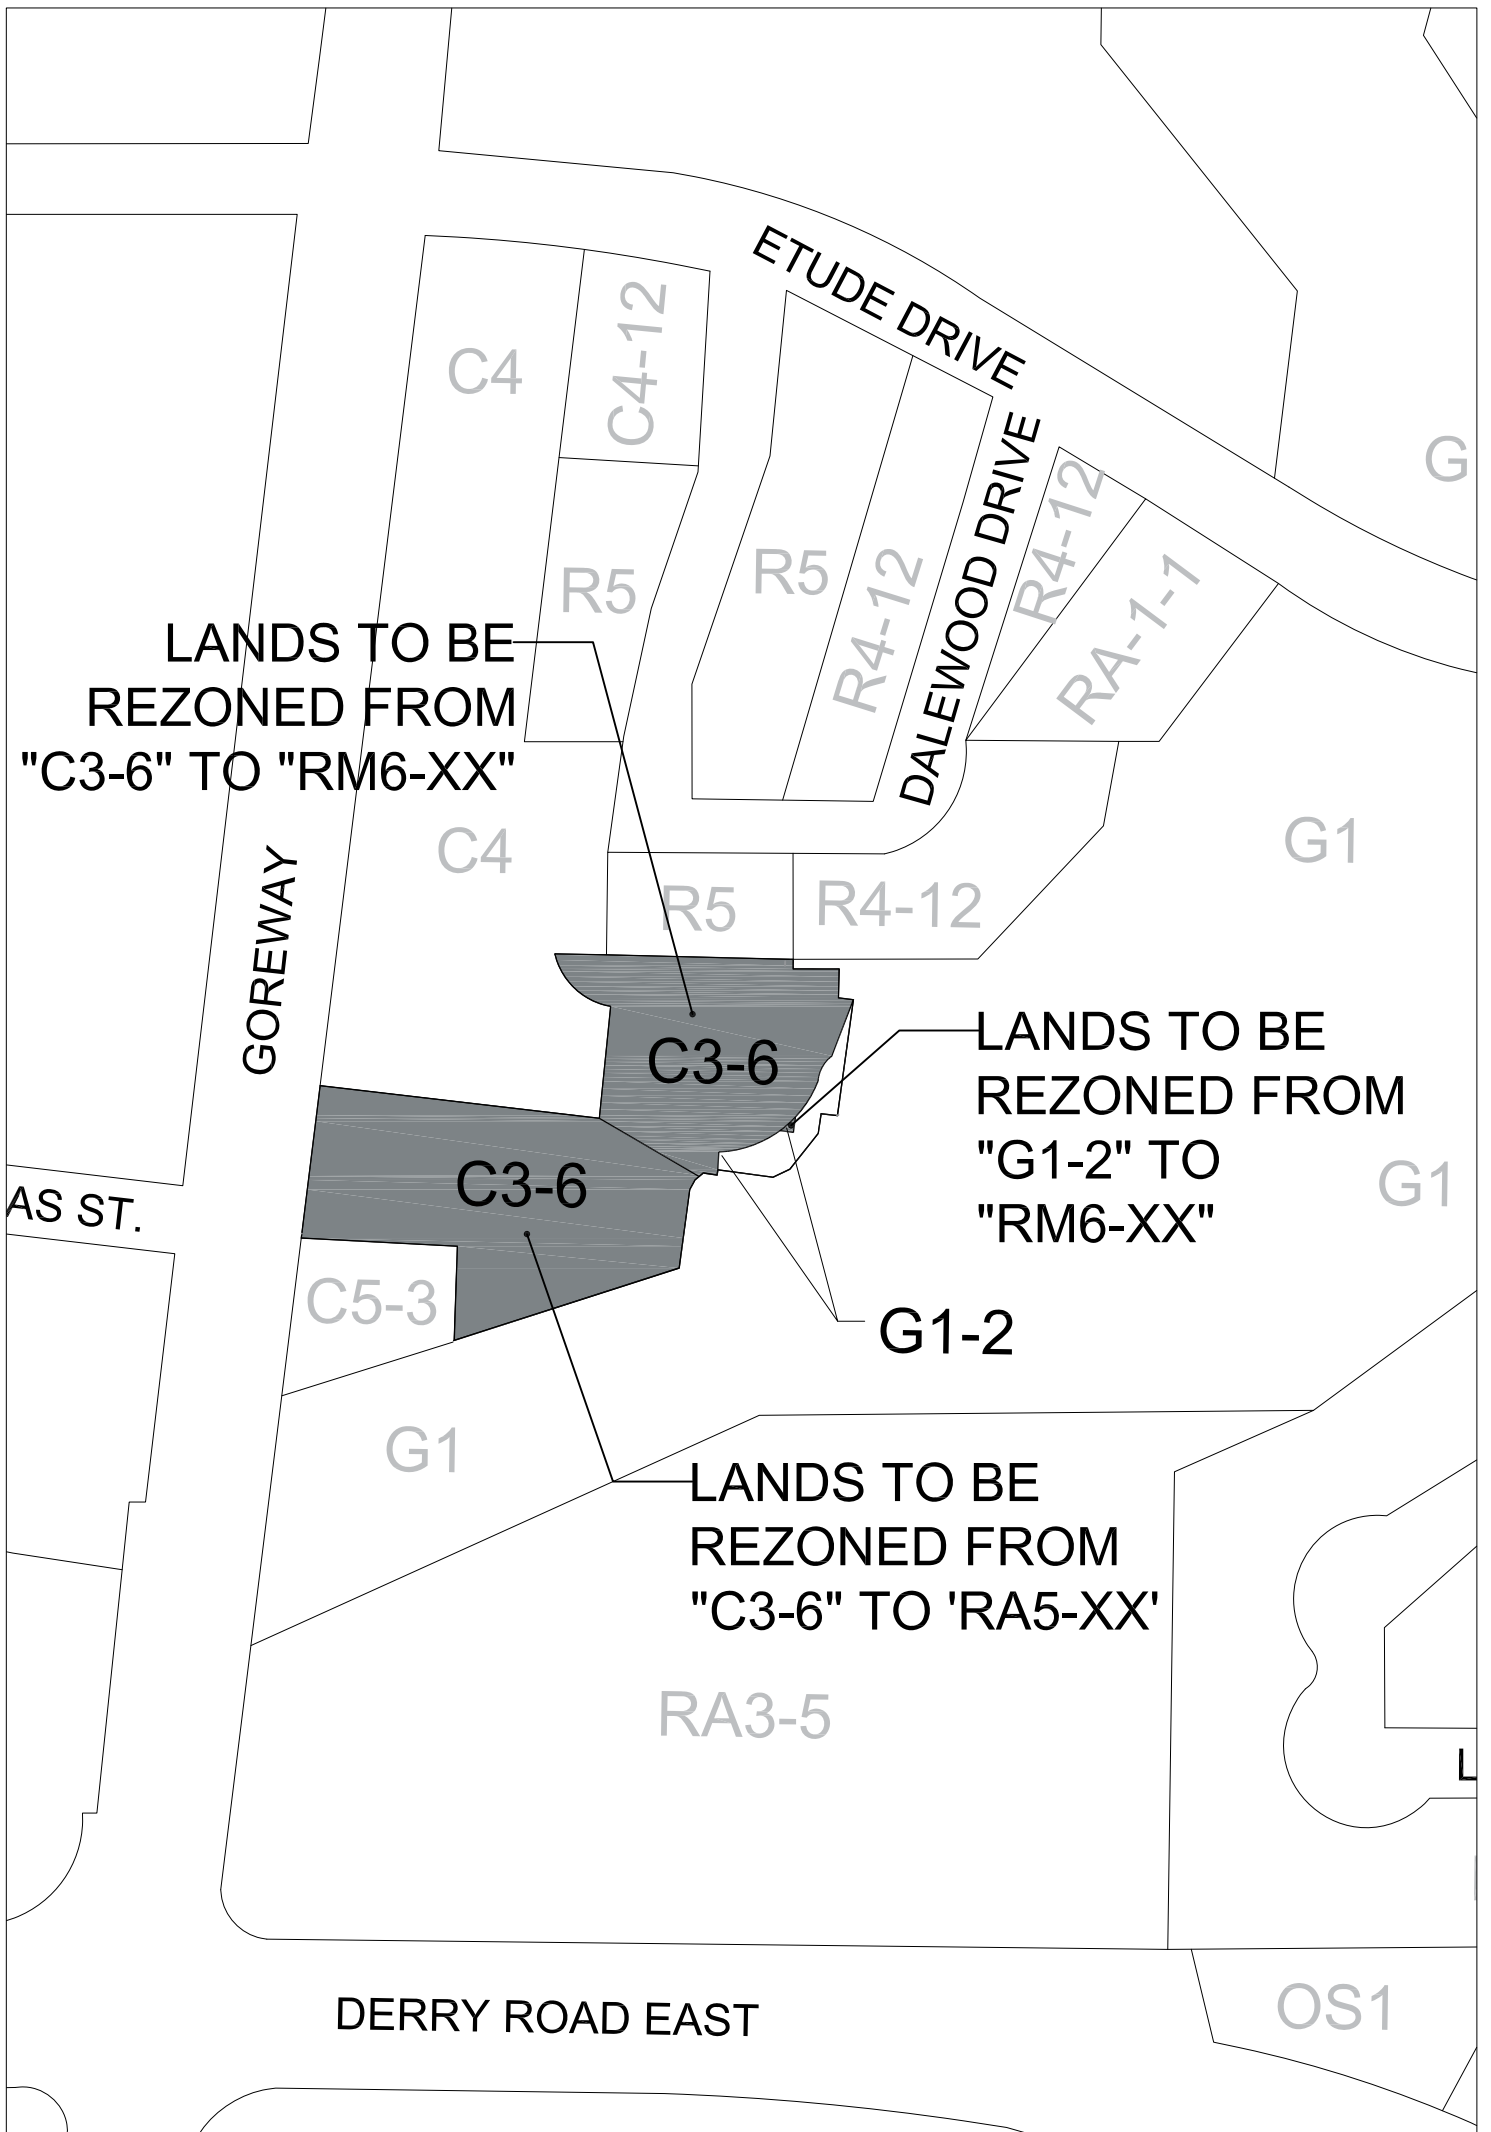 ETUDE DRIVE
C4
C4-12
DALEWOOD DRIVE
G
R4-12
R5
R5
R4-12
RA-1-1
LANDS TO BE
REZONED FROM
"C3-6" TO "RM6-XX"
C4
G1
GOREWAY
R5
R4-12
C3-6
LANDS TO BE
REZONED FROM
"G1-2" TO
"RM6-XX"
C3-6
G1
AS ST.
C5-3
G1-2
G1
LANDS TO BE
REZONED FROM
"C3-6" TO 'RA5-XX'
RA3-5
L
OS1
DERRY ROAD EAST